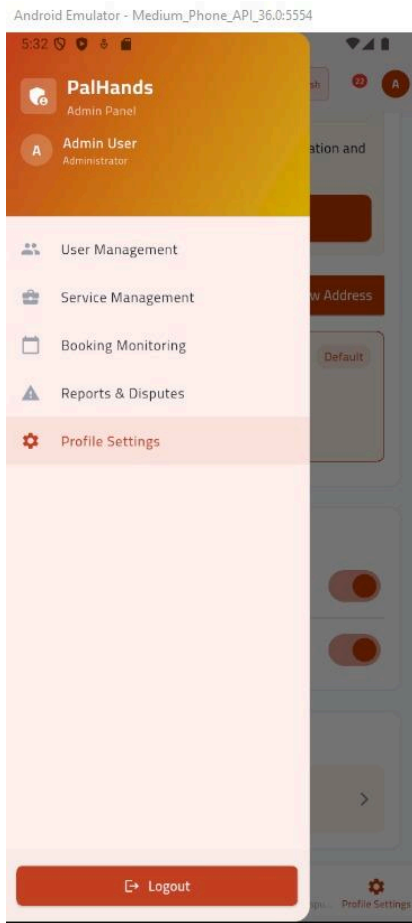 Android Emulator - Medium_Phone_API_36.0:5554
5:32
PalHands
Admin Panel
22
A
A
Admin User
Administrator
ation and
User Management
Service Management
w Address
Booking Monitoring
Default
Reports & Disputes
Profile Settings
Logout
Profile Settings